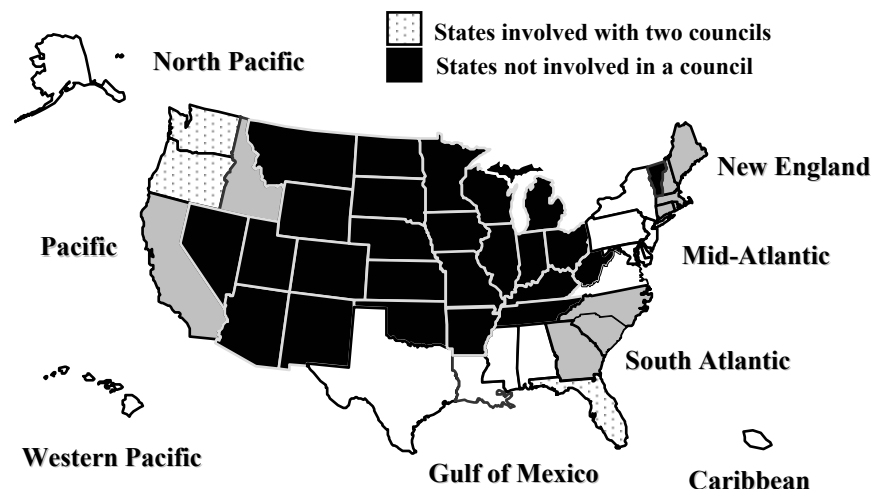 States involved with two councils
North Pacific
States not involved in a council
New England
Pacific
Mid-Atlantic
South Atlantic
Western Pacific
Gulf of Mexico
Caribbean